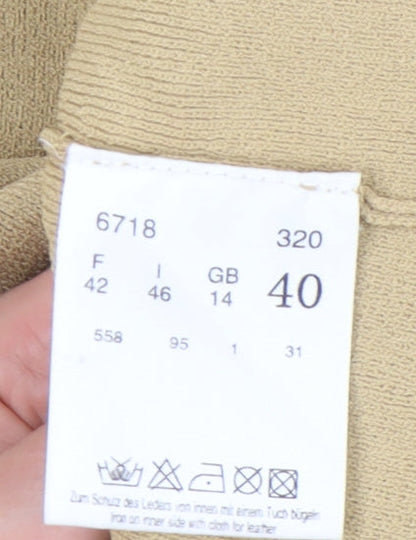 6718 320
F I GB 40
42 46 14
558 95 1 31
Zum Schutz des Leders von innen mit einem Tuch bügeln
Iron on inner side with cloth for leather